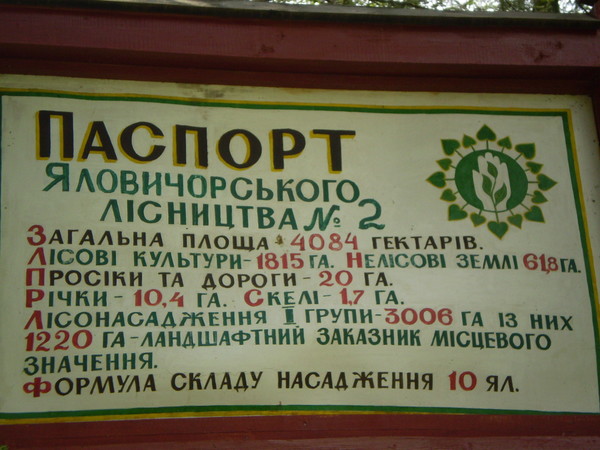 ПАСПОРТ
ЯЛОВИЧОРСЬКОГО
ЛІСНИЦТВА № 2
ЗАГАЛЬНА ПЛОЩА - 4084 ГЕКТАРІВ.
ЛІСОВІ КУЛЬТУРИ - 1815 ГА. НЕЛІСОВІ ЗЕМЛІ 61,8 ГА.
ПРОСІКИ ТА ДОРОГИ - 20 ГА.
РІЧКИ - 10,4 ГА. СКЕЛІ - 1,7 ГА.
ЛІСОНАСАДЖЕННЯ I ГРУПИ - 3006 ГА ІЗ НИХ
1220 ГА - ЛАНДШАФТНИЙ ЗАКАЗНИК МІСЦЕВОГО
ЗНАЧЕННЯ.
ФОРМУЛА СКЛАДУ НАСАДЖЕННЯ 10 ЯЛ.